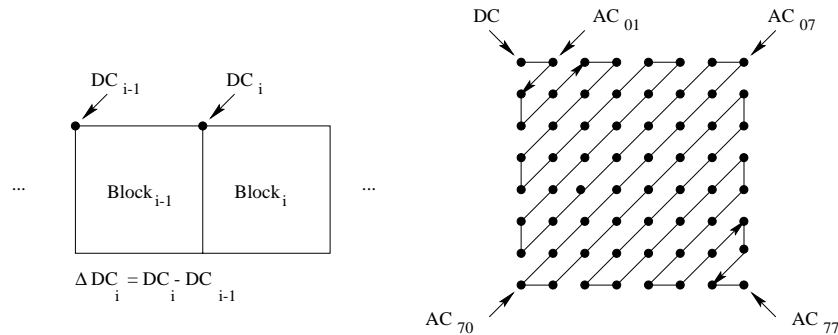 DC i-1
DC i
...
Block i-1
Block i
...
Δ DC i = DC i - DC i-1
DC
AC 01
AC 07
AC 70
AC 77